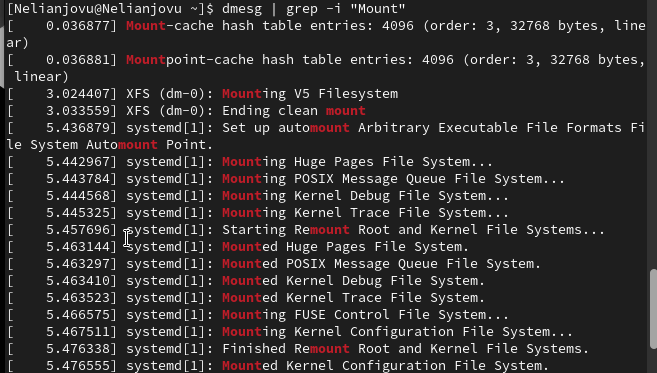 [Nelianjovu@Nelianjovu ~]$ dmesg | grep -i "Mount"
[    0.036877] Mount-cache hash table entries: 4096 (order: 3, 32768 bytes, line
ar)
[    0.036881] Mountpoint-cache hash table entries: 4096 (order: 3, 32768 bytes,
 linear)
[    3.024407] XFS (dm-0): Mounting V5 Filesystem
[    3.033559] XFS (dm-0): Ending clean mount
[    5.436879] systemd[1]: Set up automount Arbitrary Executable File Formats Fi
le System Automount Point.
[    5.442967] systemd[1]: Mounting Huge Pages File System...
[    5.443784] systemd[1]: Mounting POSIX Message Queue File System...
[    5.444568] systemd[1]: Mounting Kernel Debug File System...
[    5.445325] systemd[1]: Mounting Kernel Trace File System...
[    5.457696] systemd[1]: Starting Remount Root and Kernel File Systems...
[    5.463144] systemd[1]: Mounted Huge Pages File System.
[    5.463297] systemd[1]: Mounted POSIX Message Queue File System.
[    5.463410] systemd[1]: Mounted Kernel Debug File System.
[    5.463523] systemd[1]: Mounted Kernel Trace File System.
[    5.466575] systemd[1]: Mounting FUSE Control File System...
[    5.467511] systemd[1]: Mounting Kernel Configuration File System...
[    5.476338] systemd[1]: Finished Remount Root and Kernel File Systems.
[    5.476555] systemd[1]: Mounted Kernel Configuration File System.